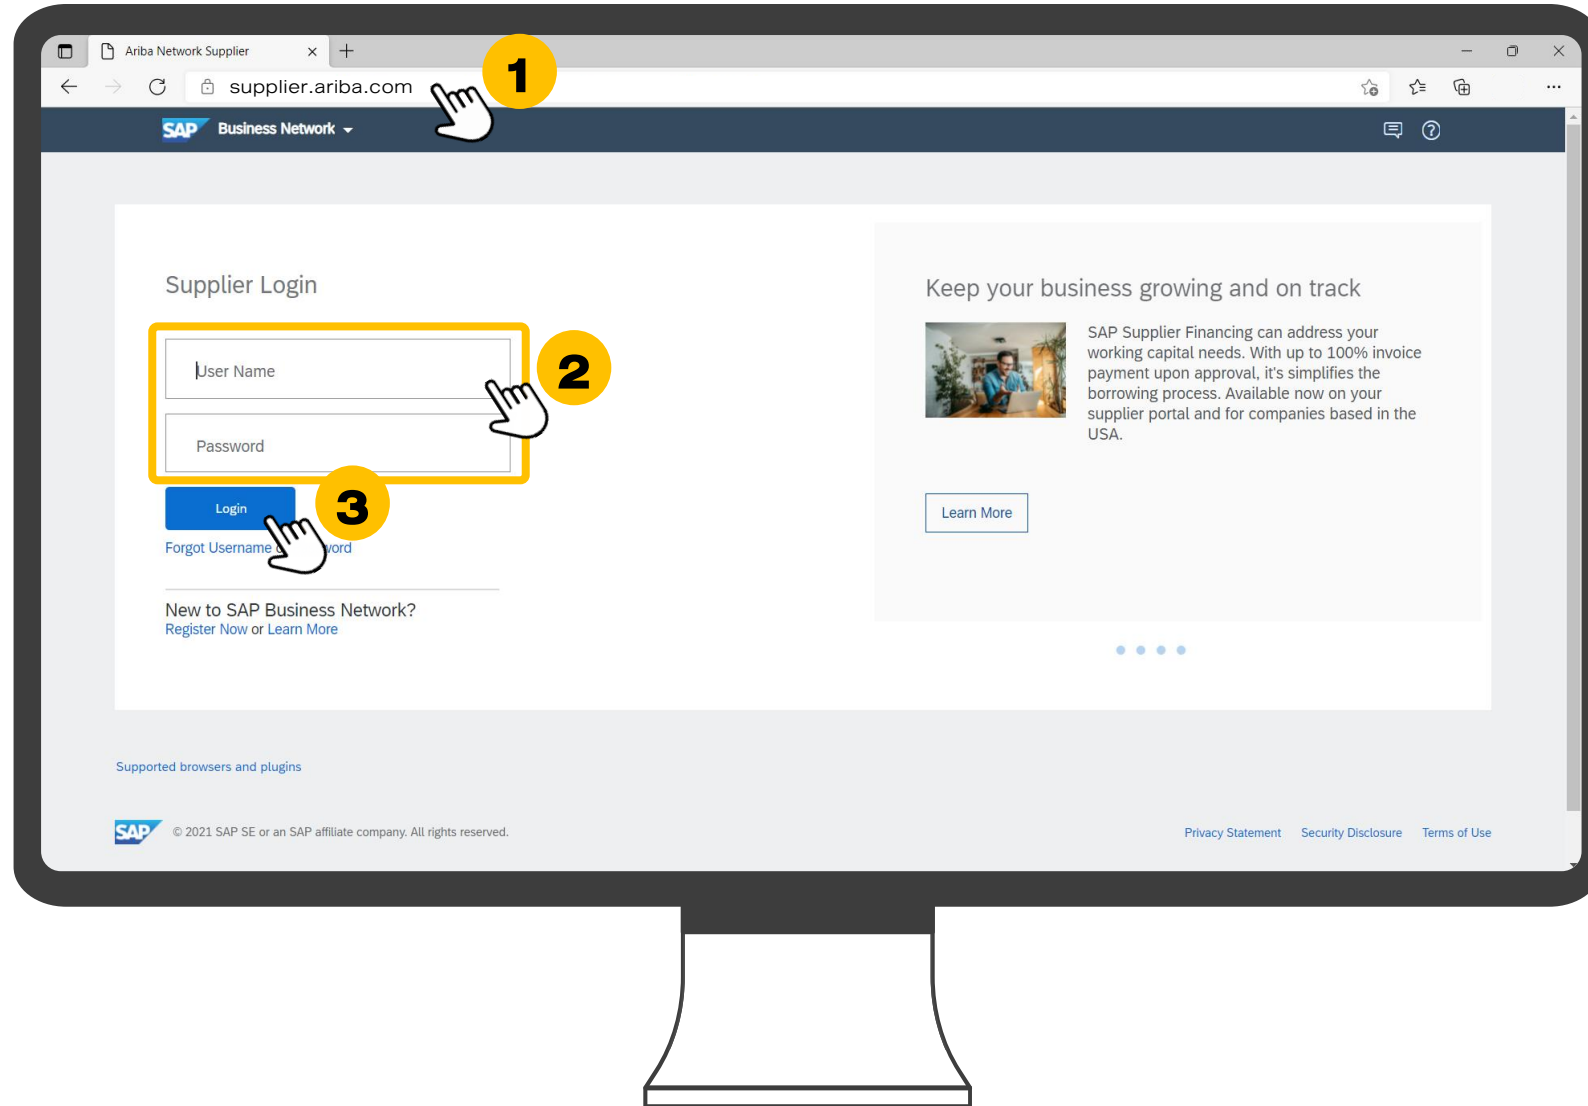 Ariba Network Supplier
supplier.ariba.com
1
SAP Business Network
Supplier Login
User Name
2
Password
Login
3
Forgot Username
New to SAP Business Network?
Register Now or Learn More
Keep your business growing and on track
SAP Supplier Financing can address your
working capital needs. With up to 100% invoice
payment upon approval, it's simplifies the
borrowing process. Available now on your
supplier portal and for companies based in the
USA.
Learn More
Supported browsers and plugins
SAP © 2021 SAP SE or an SAP affiliate company. All rights reserved.
Privacy Statement Security Disclosure Terms of Use